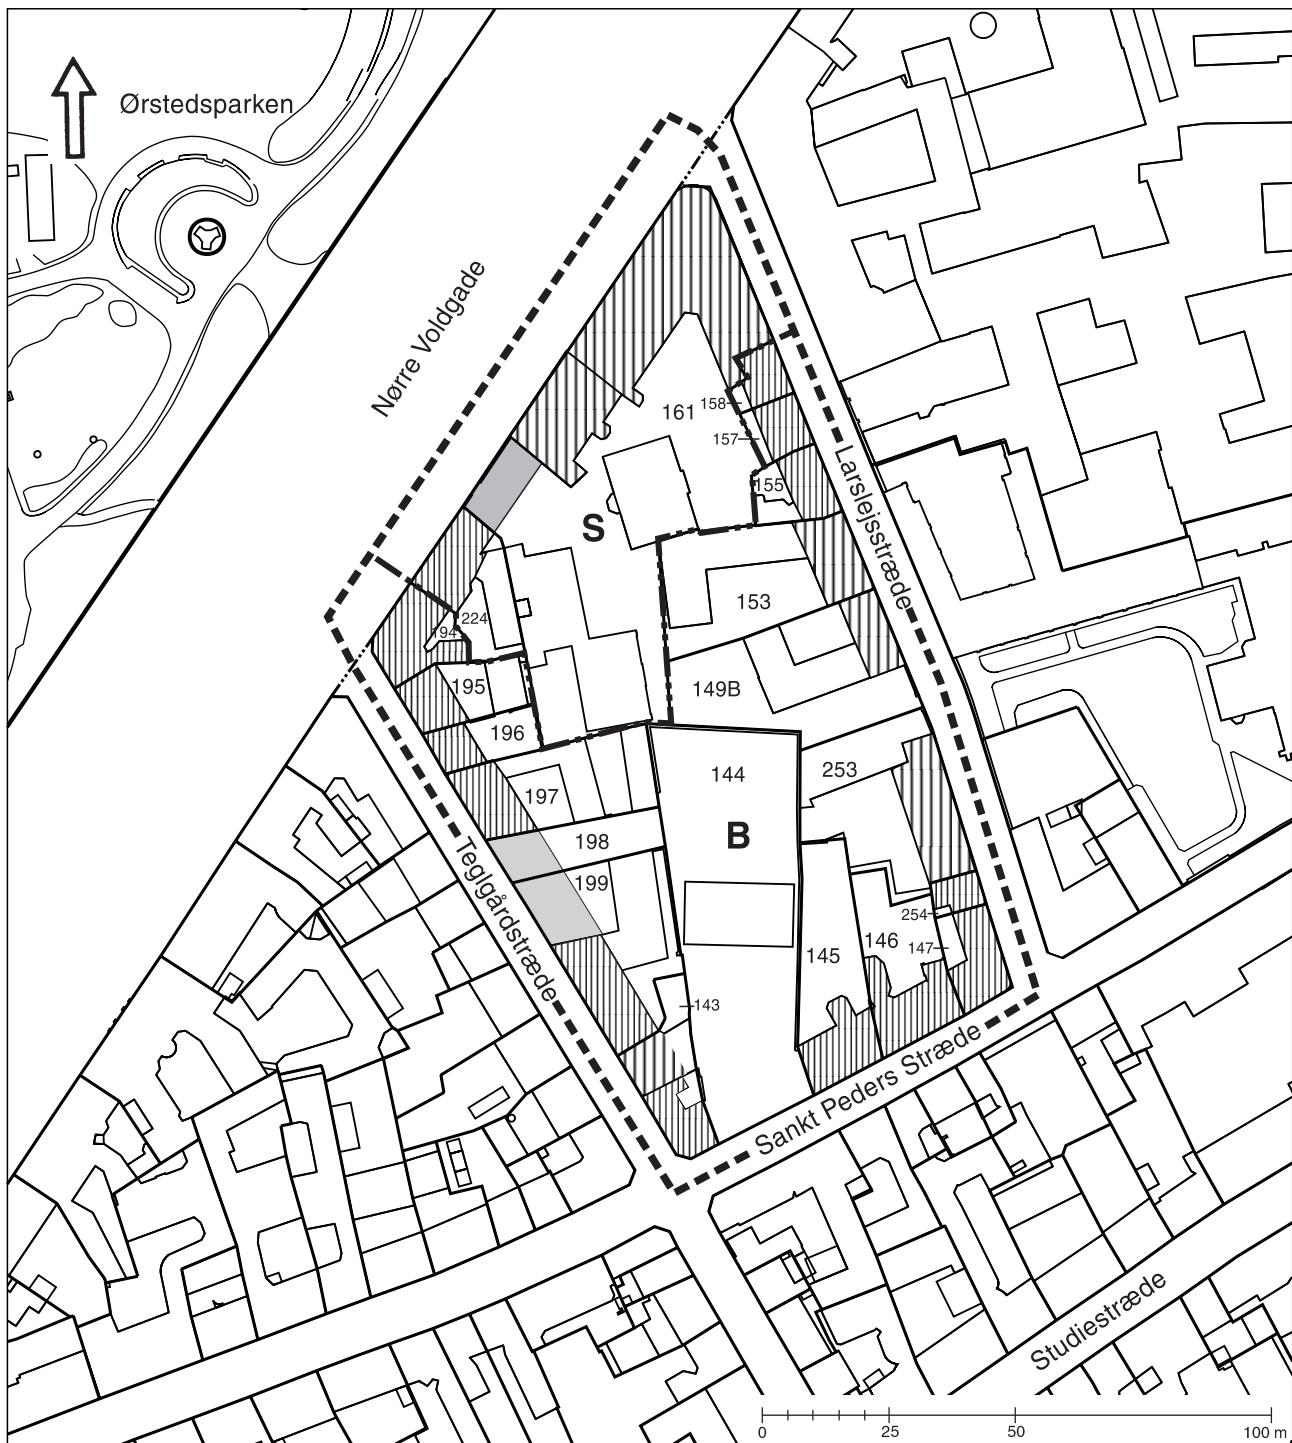 Ørstedsparken
Nørre Voldgade
161
158
157
155
Larslejsstræde
S
153
224
194
195
149B
196
144
253
197
B
198
Teglgårdstræde
199
254
146
147
145
143
Sankt Peders Stræde
Studiestræde
0 25 50 100 m